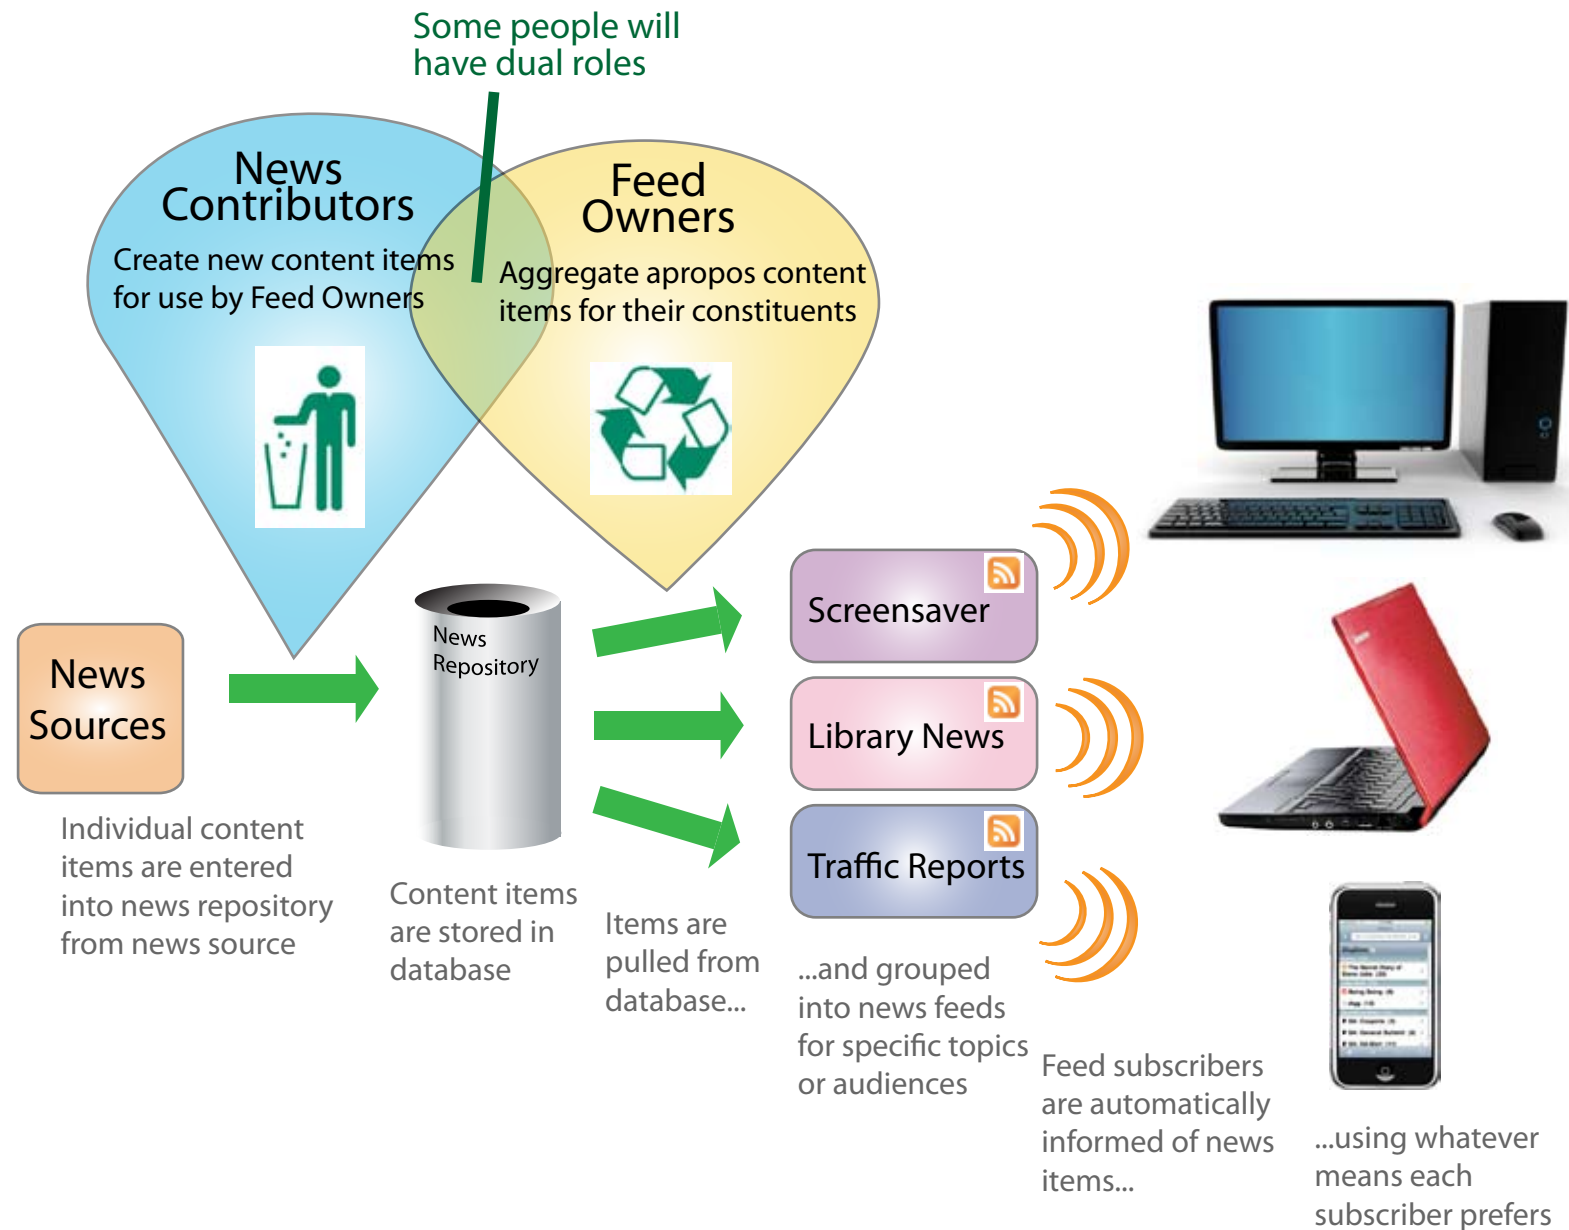 Some people will
have dual roles
News
Contributors
Create new content items
for use by Feed Owners
Feed
Owners
Aggregate apropos content
items for their constituents
News
Sources
News
Repository
Screensaver
Library News
Traffic Reports
Individual content
items are entered
into news repository
from news source
Content items
are stored in
database
Items are
pulled from
database...
...and grouped
into news feeds
for specific topics
or audiences
Feed subscribers
are automatically
informed of news
items...
...using whatever
means each
subscriber prefers